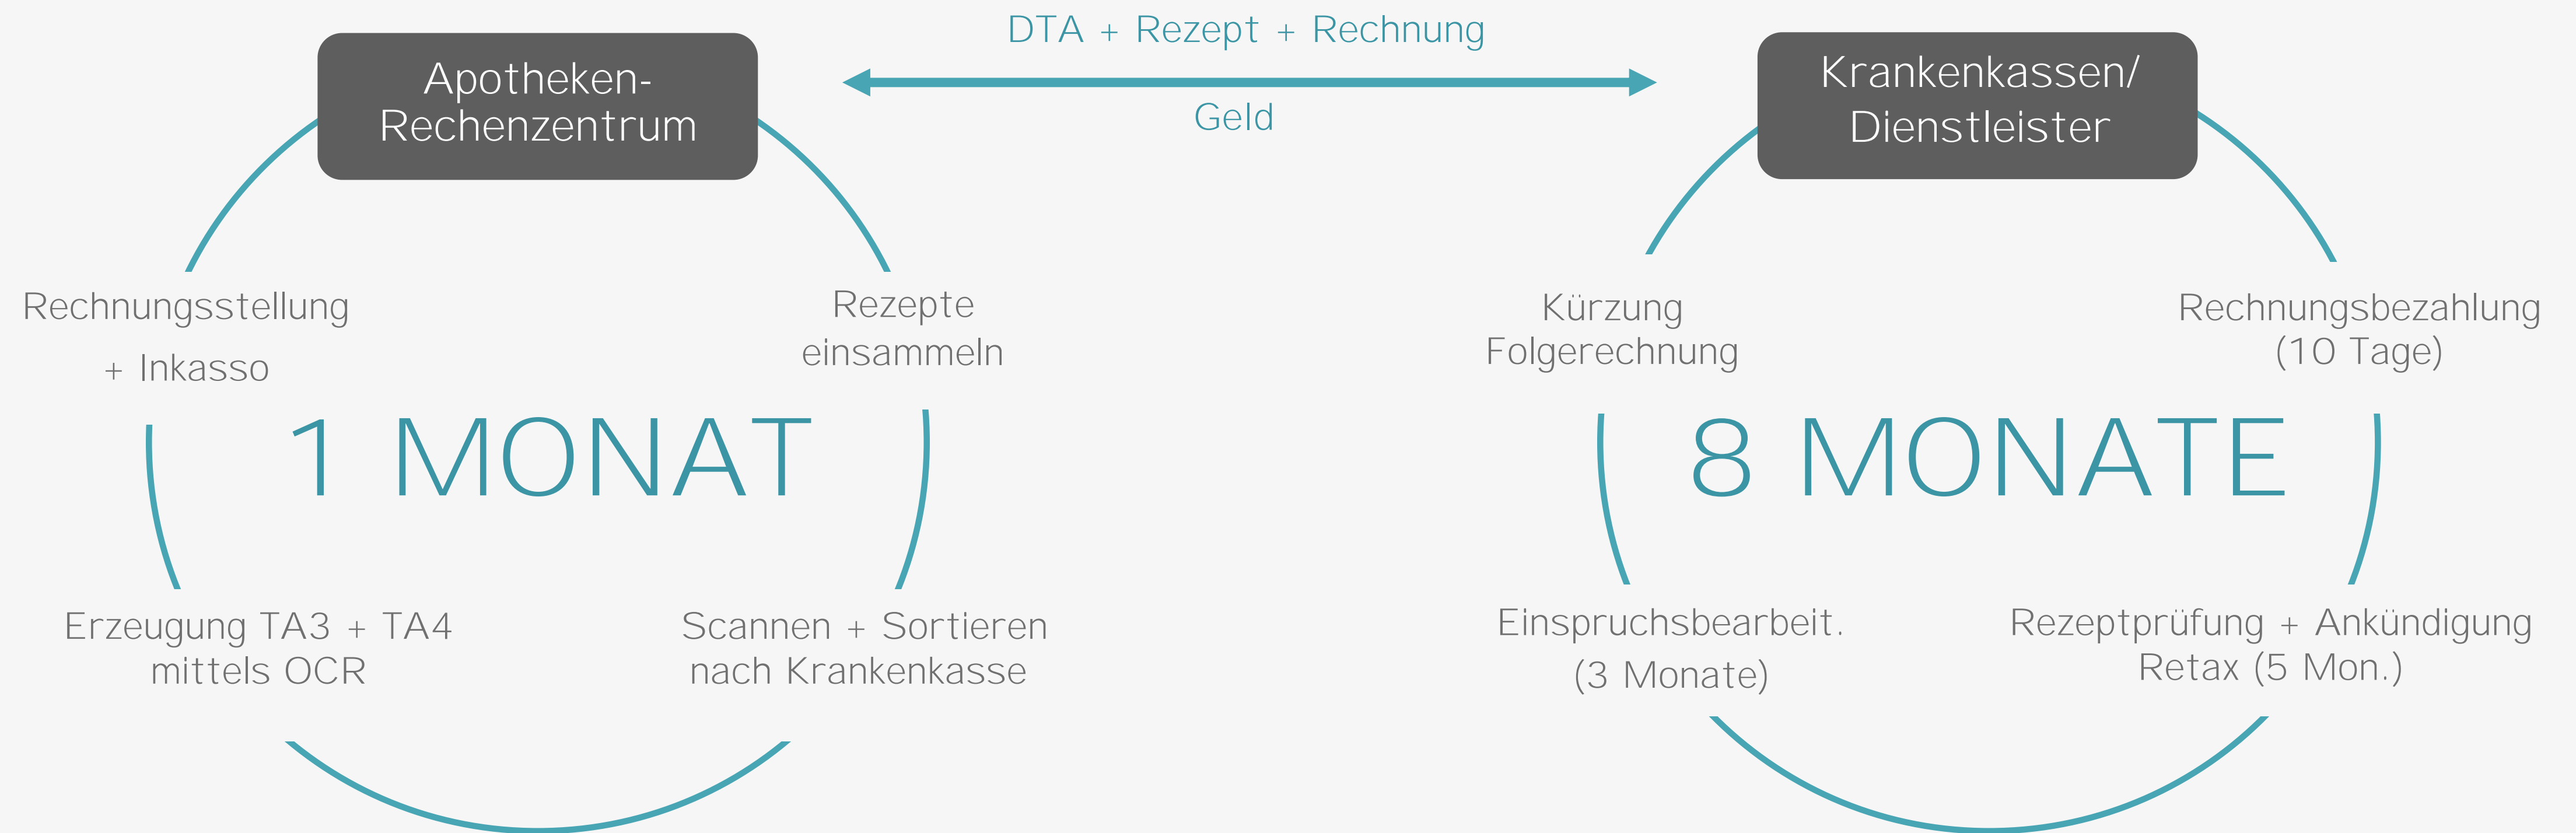 DTA + Rezept + Rechnung
Apotheken-
Rechenzentrum
Geld
Krankenkassen/
Dienstleister
Rechnungsstellung
+ Inkasso
Rezepte
einsammeln
1 MONAT
Erzeugung TA3 + TA4
mittels OCR
Scannen + Sortieren
nach Krankenkasse
Kürzung
Folgerechnung
Rechnungsbezahlung
(10 Tage)
8 MONATE
Einspruchsbearbeit.
(3 Monate)
Rezeptprüfung + Ankündigung
Retax (5 Mon.)